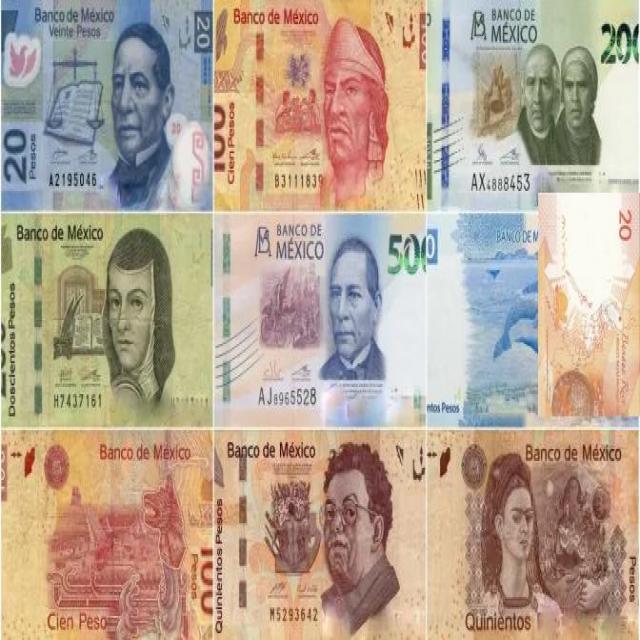 Banco de México
Veinte Pesos
20
20
Pesos
A2195046
Banco de México
100
Cien Pesos
B3111839
BANCO DE
MÉXICO
200
AX4888453
Banco de México
Doscientos Pesos
H7437161
BANCO DE
MÉXICO
500
AJ8965528
BANCO DE M
ntos Pesos
20
Banco de México
Cien Peso
100
Pesos
Banco de México
Quinientos Pesos
M5293642
Banco de México
Quinientos
Pesos